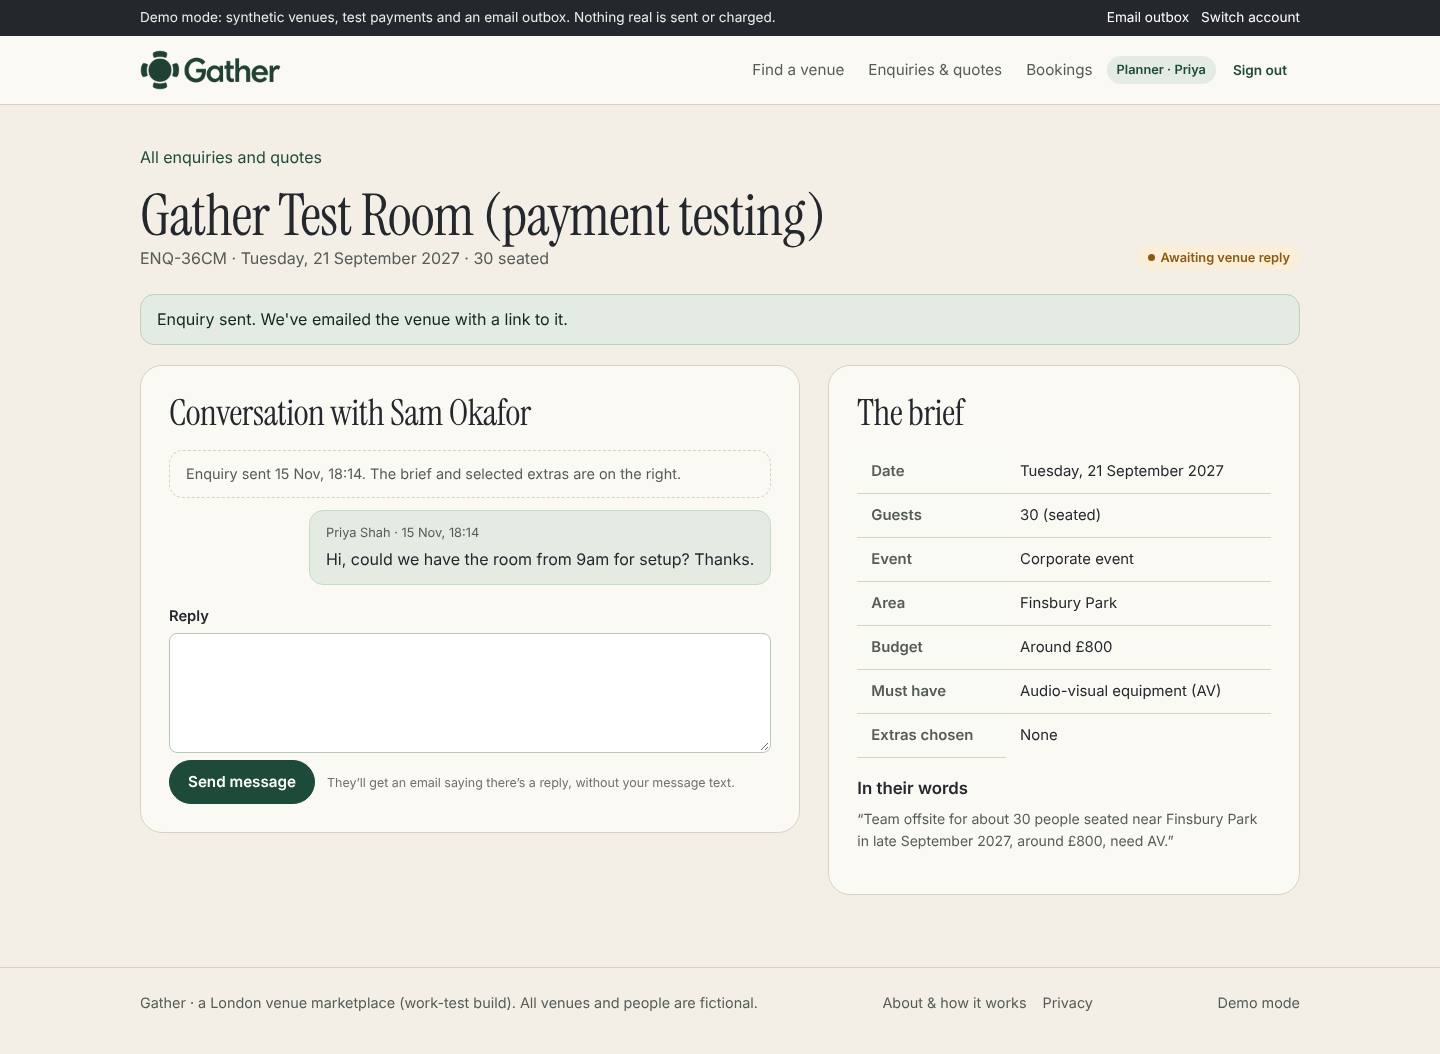 Demo mode: synthetic venues, test payments and an email outbox. Nothing real is sent or charged.
Email outbox Switch account
Gather
Find a venue Enquiries & quotes Bookings Planner · Priya Sign out
All enquiries and quotes
Gather Test Room (payment testing)
ENQ-36CM · Tuesday, 21 September 2027 · 30 seated
Awaiting venue reply
Enquiry sent. We've emailed the venue with a link to it.
Conversation with Sam Okafor
Enquiry sent 15 Nov, 18:14. The brief and selected extras are on the right.
Priya Shah · 15 Nov, 18:14
Hi, could we have the room from 9am for setup? Thanks.
Reply
Send message
They’ll get an email saying there’s a reply, without your message text.
The brief
Date Tuesday, 21 September 2027
Guests 30 (seated)
Event Corporate event
Area Finsbury Park
Budget Around £800
Must have Audio-visual equipment (AV)
Extras chosen None
In their words
“Team offsite for about 30 people seated near Finsbury Park
in late September 2027, around £800, need AV.”
Gather · a London venue marketplace (work-test build). All venues and people are fictional.
About & how it works Privacy
Demo mode